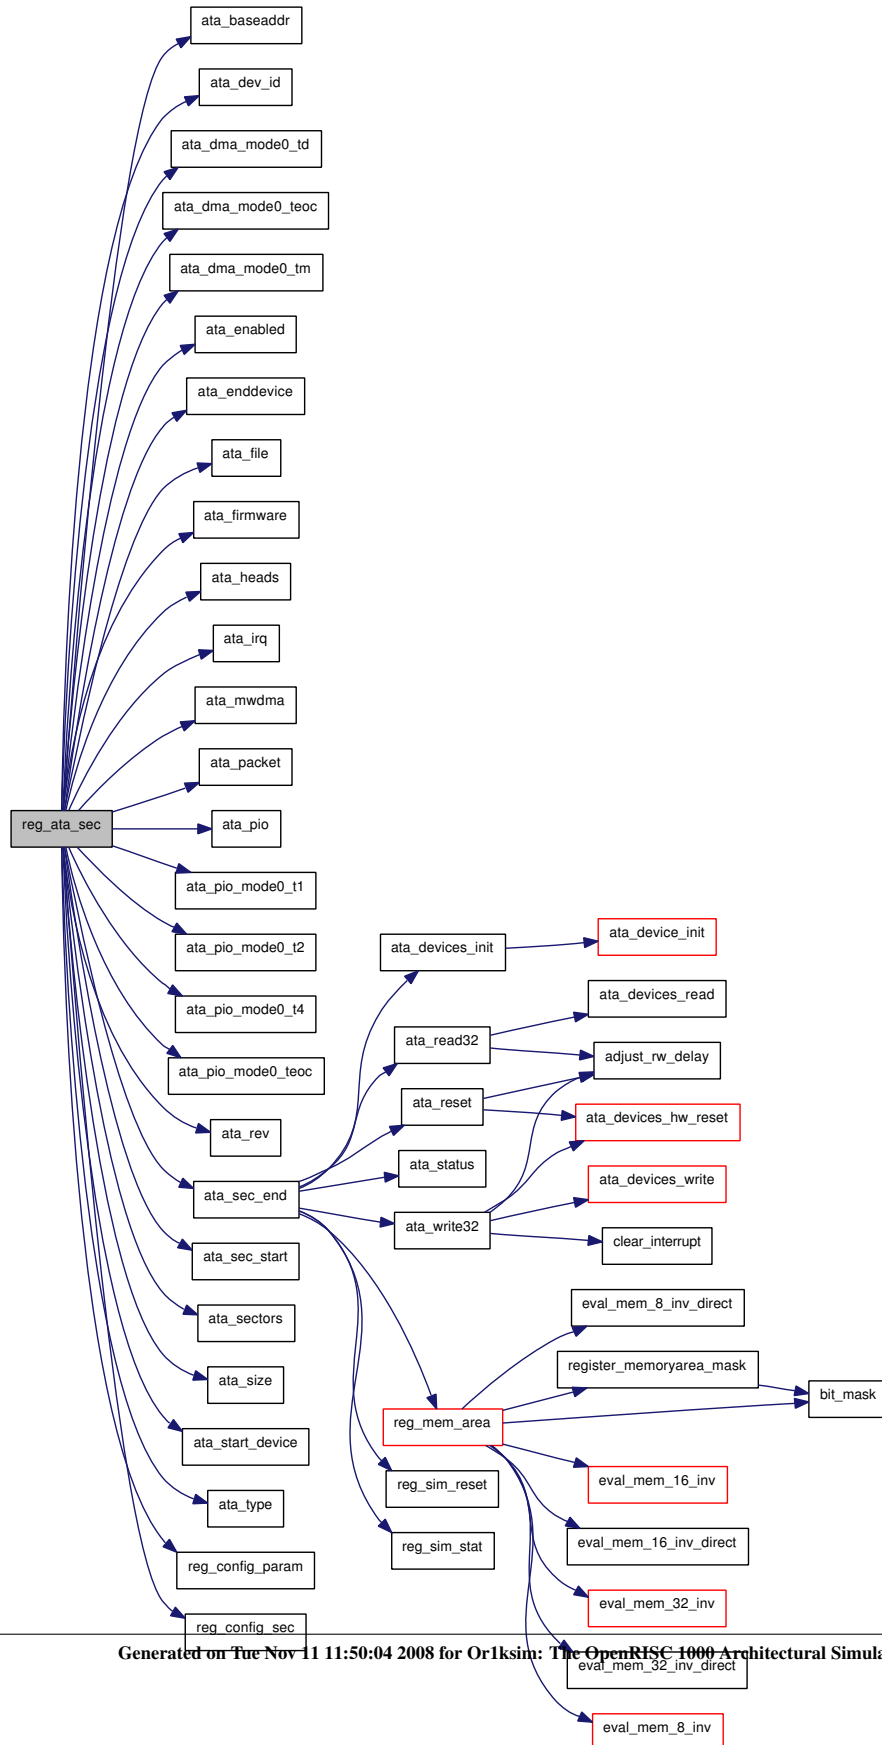 ata_baseaddr
ata_dev_id
ata_dma_mode0_td
ata_dma_mode0_teoc
ata_dma_mode0_tm
ata_enabled
ata_enddevice
ata_file
ata_firmware
ata_heads
ata_irq
ata_mwdma
ata_packet
reg_ata_sec
ata_pio
ata_pio_mode0_t1
ata_pio_mode0_t2
ata_pio_mode0_t4
ata_pio_mode0_teoc
ata_rev
ata_sec_end
ata_sec_start
ata_sectors
ata_size
ata_start_device
ata_type
reg_config_param
reg_config_sec
ata_devices_init
ata_read32
ata_reset
ata_status
ata_write32
reg_mem_area
reg_sim_reset
reg_sim_stat
ata_device_init
ata_devices_read
adjust_rw_delay
ata_devices_hw_reset
ata_devices_write
clear_interrupt
eval_mem_8_inv_direct
register_memoryarea_mask
bit_mask
eval_mem_16_inv
eval_mem_16_inv_direct
eval_mem_32_inv
eval_mem_32_inv_direct
eval_mem_8_inv
Generated on Tue Nov 11 11:50:04 2008 for Or1ksim: The OpenRISC 1000 Architectural Simula